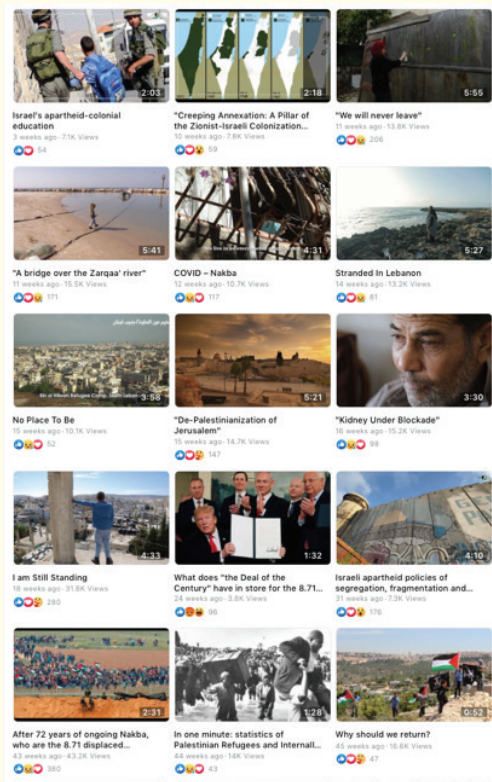 2:03
2:18
5:55
Israel's apartheid-colonial
education
3 weeks ago · 7.1K Views
54
"Creeping Annexation: A Pillar of
the Zionist-Israeli Colonization...
10 weeks ago · 7.8K Views
59
"We will never leave"
11 weeks ago · 13.6K Views
206
5:41
4:31
5:27
"A bridge over the Zarqaa' river"
11 weeks ago · 15.5K Views
171
COVID – Nakba
12 weeks ago · 10.7K Views
117
Stranded In Lebanon
14 weeks ago · 13.2K Views
81
3:58
5:21
3:30
No Place To Be
15 weeks ago · 10.1K Views
52
"De-Palestinianization of
Jerusalem"
15 weeks ago · 14.7K Views
147
"Kidney Under Blockade"
16 weeks ago · 15.2K Views
98
4:33
1:32
4:10
I am Still Standing
18 weeks ago · 31.6K Views
280
What does "the Deal of the
Century" have in store for the 8.71...
24 weeks ago · 3.8K Views
96
Israeli apartheid policies of
segregation, fragmentation and...
31 weeks ago · 7.3K Views
176
2:31
1:28
0:52
After 72 years of ongoing Nakba,
who are the 8.71 displaced...
43 weeks ago · 43.2K Views
380
In one minute: statistics of
Palestinian Refugees and Internall...
44 weeks ago · 14K Views
43
Why should we return?
45 weeks ago · 16.6K Views
47